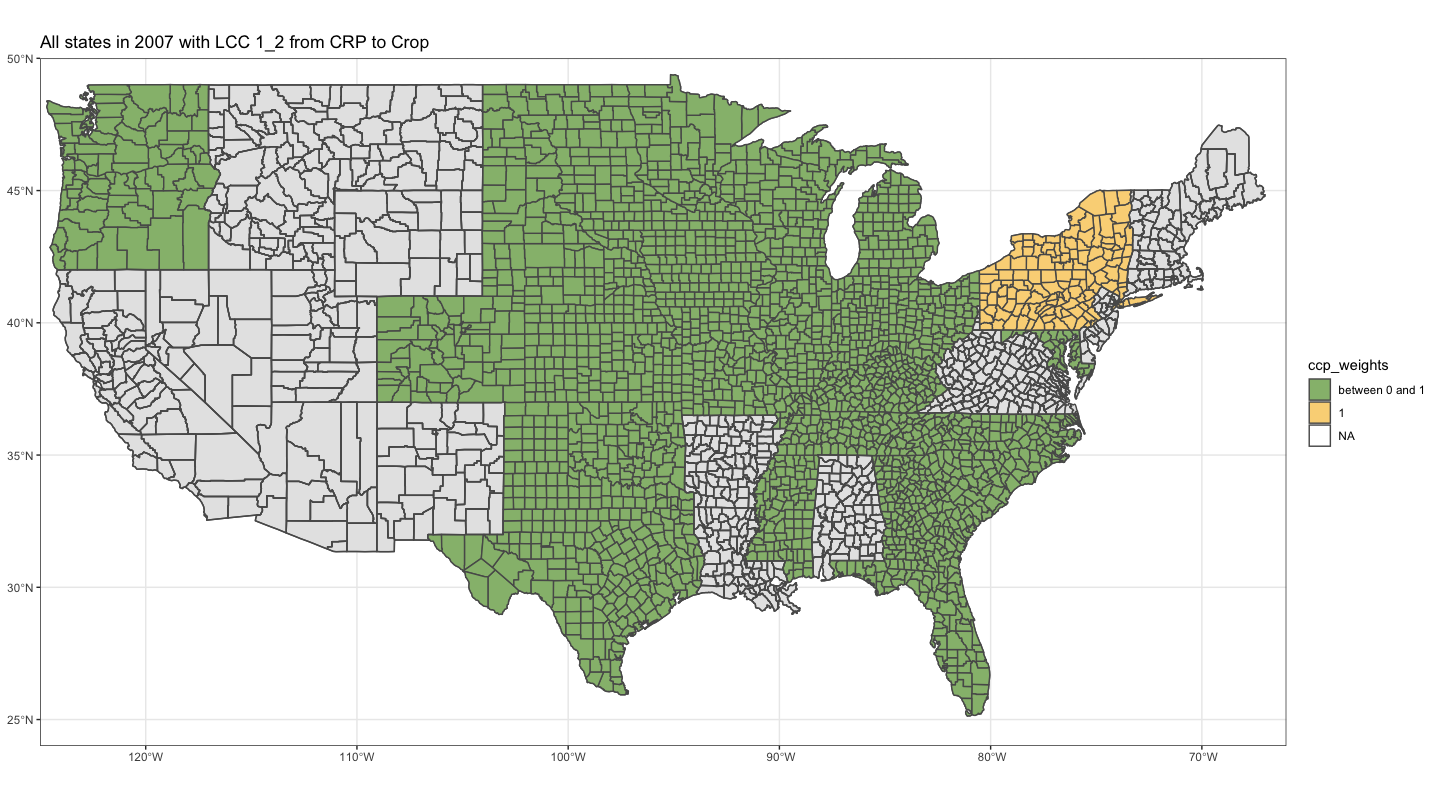 All states in 2007 with LCC 1_2 from CRP to Crop
50°N
45°N
40°N
35°N
30°N
25°N
120°W
110°W
100°W
90°W
80°W
70°W
ccp_weights
between 0 and 1
1
NA